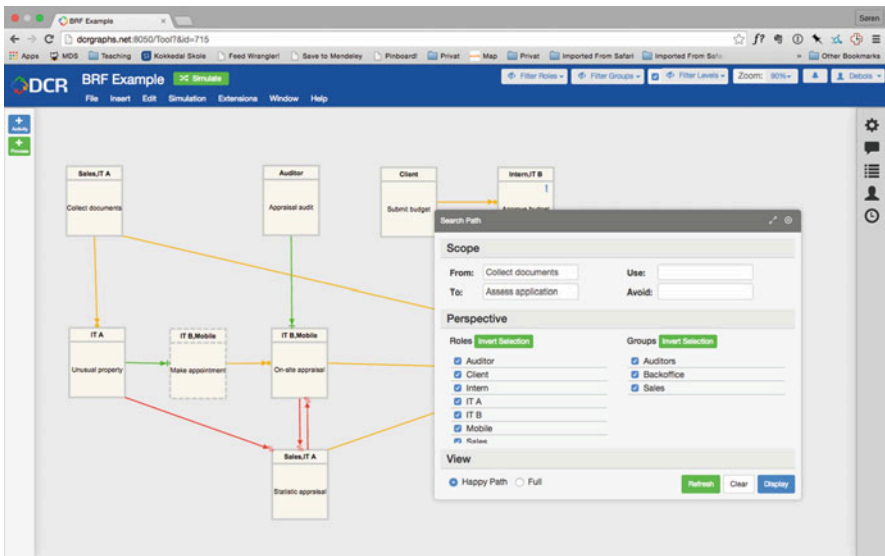 BRF Example
Søren
dcrgraphs.net:8050/Tool?&id=715
Apps MDS Teaching Kokkedal Skole Feed Wrangler! Save to Mendeley Pinboard! Privat Map Privat Imported From Safari Imported From Safa Other Bookmarks
DCR BRF Example Simulate Filter Roles Filter Groups Filter Levels Zoom: 80% Debois
File Insert Edit Simulation Extensions Window Help
Activity
Process
Sales,IT A
Collect documents
Auditor
Appraisal audit
Client
Submit budget
Intern,IT B
!
IT A
Unusual property
IT B,Mobile
Make appointment
IT B,Mobile
On-site appraisal
Sales,IT A
Statistic appraisal
Search Path
Scope
From: Collect documents Use:
To: Assess application Avoid:
Perspective
Roles Invert Selection Groups Invert Selection
Auditor Auditors
Client Backoffice
Intern Sales
IT A
IT B
Mobile
Sales
View
Happy Path Full Refresh Clear Display